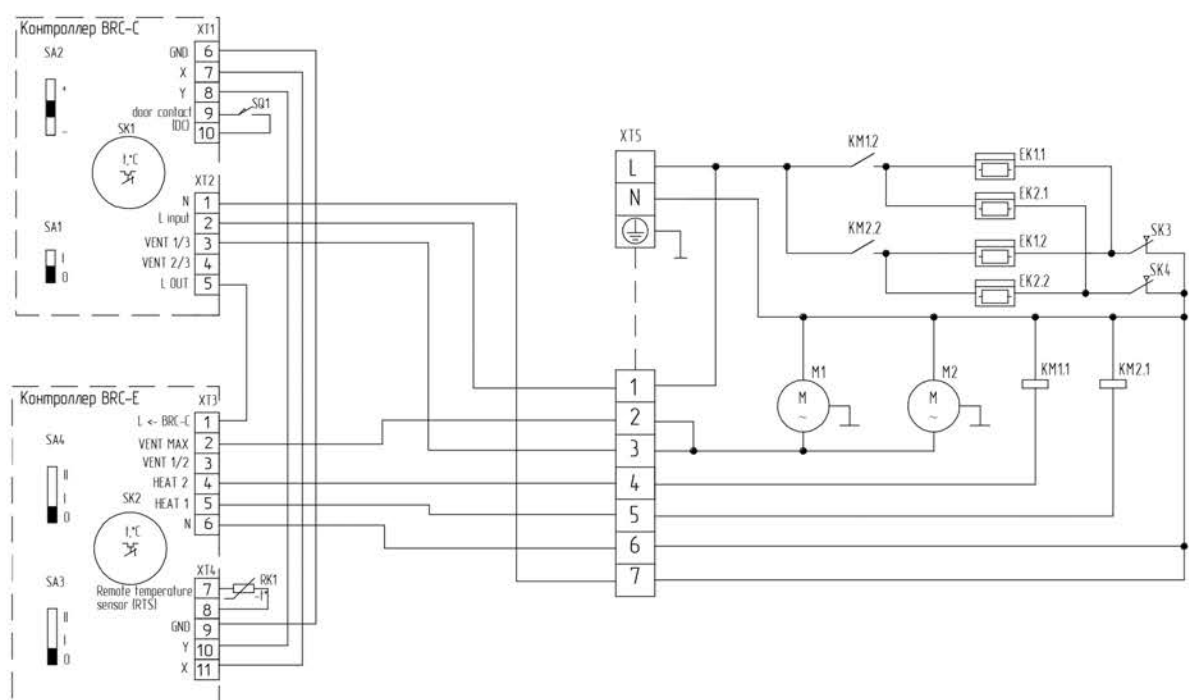 Контроллер BRC-C
XT1
SA2
GND 6
X 7
+
Y 8
door contact (DC) 9
SQ1
10
–
SK1
t,°C
XT2
N 1
L input 2
SA1
VENT 1/3 3
I
VENT 2/3 4
0
L OUT 5
Контроллер BRC-E
XT3
L <- BRC-C 1
SA4
VENT MAX 2
VENT 1/2 3
II
HEAT 2 4
I
SK2
HEAT 1 5
0
N 6
t,°C
XT4
SA3
Remote temperature
sensor (RTS)
7
RK1
-t°
8
II
GND 9
I
Y 10
0
X 11
XT5
L
N
1
2
3
4
5
6
7
KM1.2
EK1.1
EK2.1
KM2.2
EK1.2
SK3
EK2.2
SK4
M1
M
~
M2
M
~
KM1.1
KM2.1